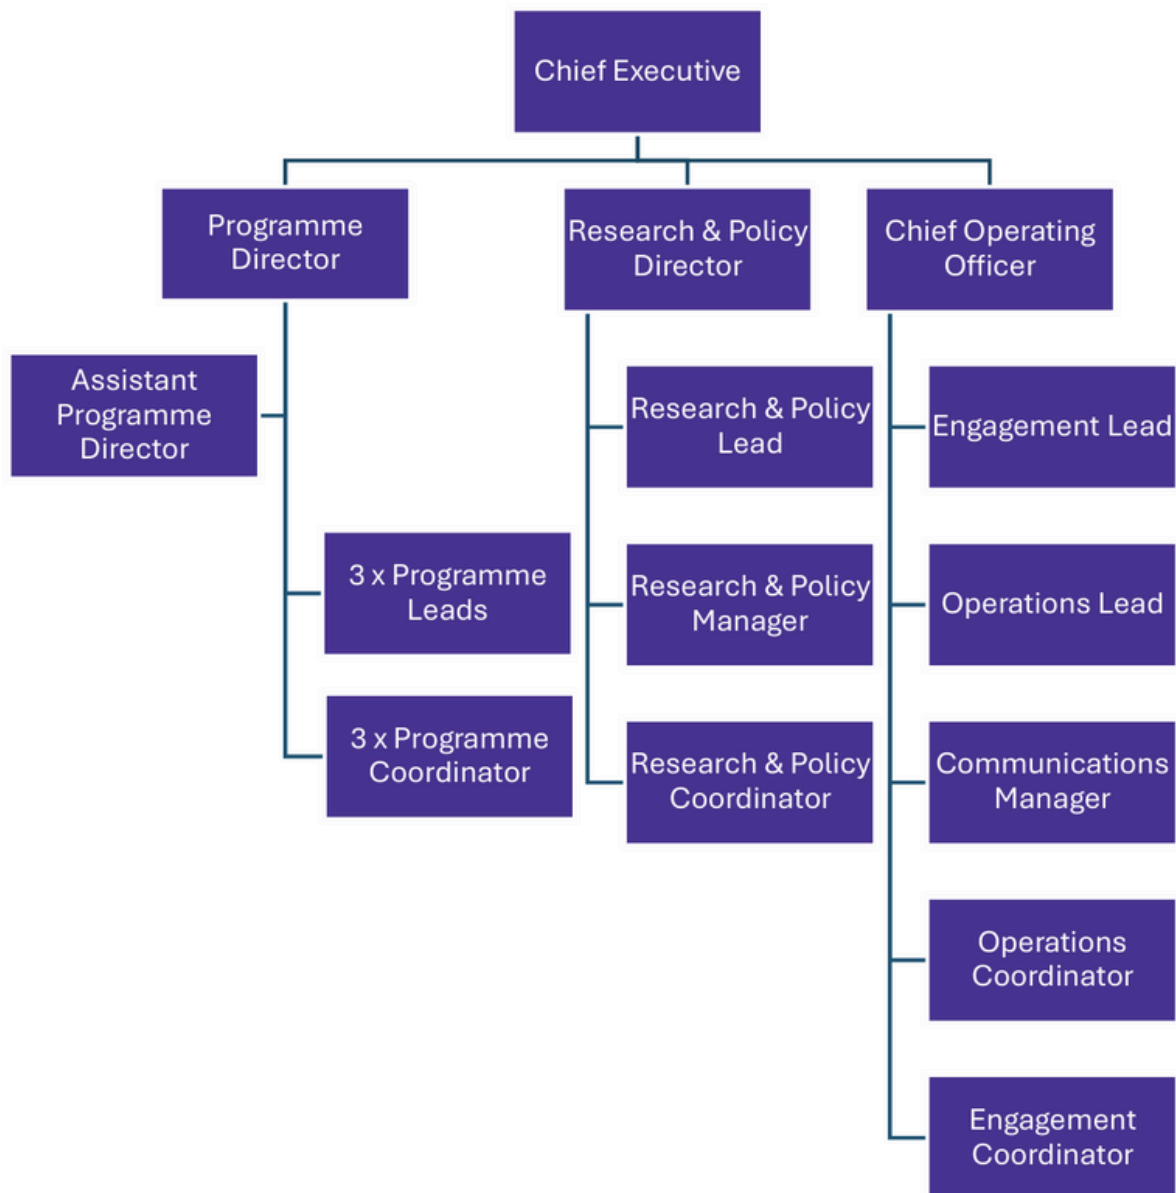 Chief Executive
Programme
Director
Research & Policy
Director
Chief Operating
Officer
Assistant
Programme
Director
3 x Programme
Leads
3 x Programme
Coordinator
Research & Policy
Lead
Research & Policy
Manager
Research & Policy
Coordinator
Engagement Lead
Operations Lead
Communications
Manager
Operations
Coordinator
Engagement
Coordinator